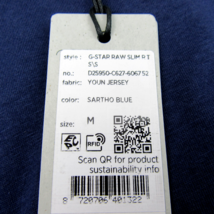 style : G-STAR RAW SLIM R T
S\S
no.: D25950-C627-6067 S2
fabric: YOUN JERSEY
color: SARTHO BLUE
size: M
RFID
Scan QR for product
sustainability info
8 720706 401322